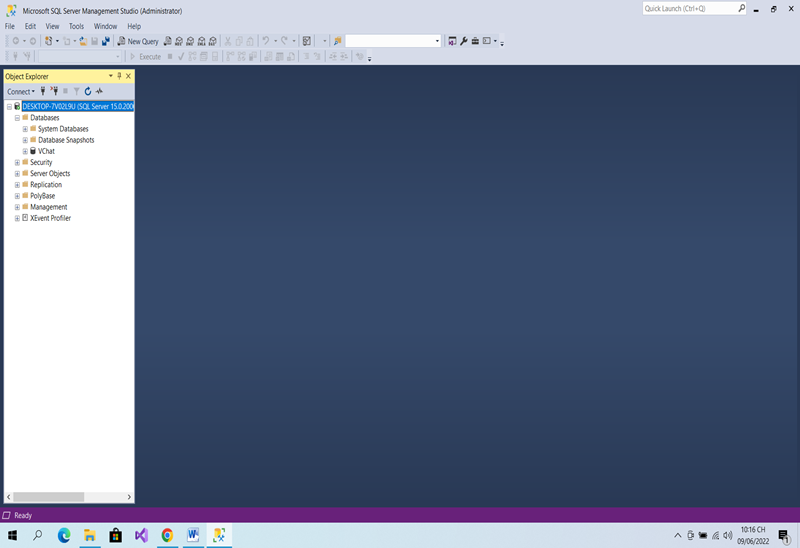 Microsoft SQL Server Management Studio (Administrator)
Quick Launch (Ctrl+Q)
File Edit View Tools Window Help
New Query
Execute
Object Explorer
Connect
DESKTOP-7V02L9U (SQL Server 15.0.200
Databases
System Databases
Database Snapshots
VChat
Security
Server Objects
Replication
PolyBase
Management
XEvent Profiler
Ready
10:16 CH
09/06/2022